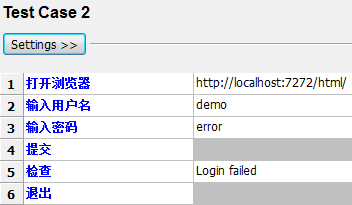 Test Case 2
Settings >>
1 打开浏览器 http://localhost:7272/html/
2 输入用户名 demo
3 输入密码 error
4 提交
5 检查 Login failed
6 退出